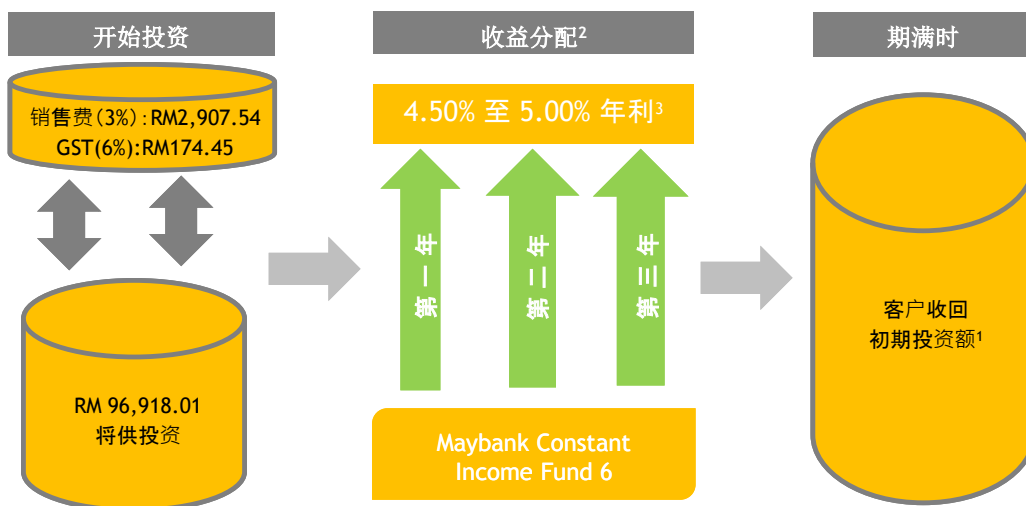 开始投资
销售费(3%):RM2,907.54
GST(6%):RM174.45
RM 96,918.01
将供投资
收益分配²
4.50% 至 5.00% 年利³
第一年
第二年
第三年
Maybank Constant
Income Fund 6
期满时
客户收回
初期投资额¹